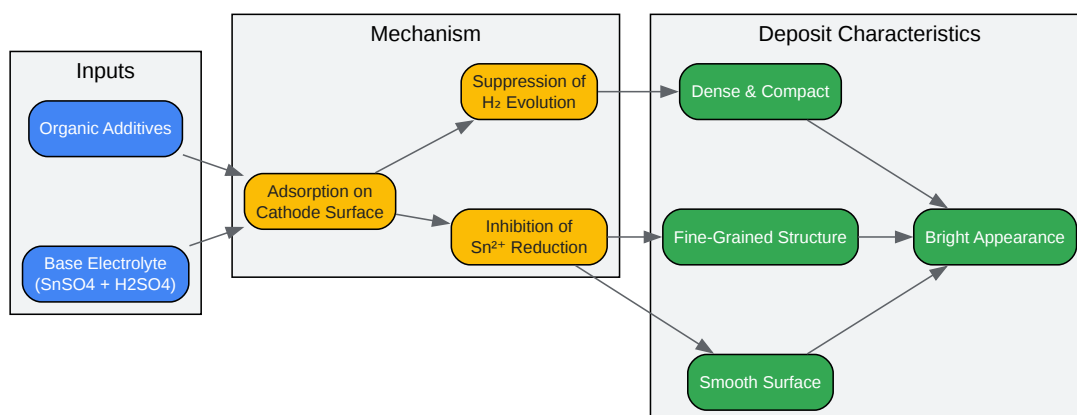 Inputs
Organic Additives
Base Electrolyte
(SnSO4 + H2SO4)
Mechanism
Suppression of
H₂ Evolution
Adsorption on
Cathode Surface
Inhibition of
Sn²⁺ Reduction
Deposit Characteristics
Dense & Compact
Fine-Grained Structure
Bright Appearance
Smooth Surface